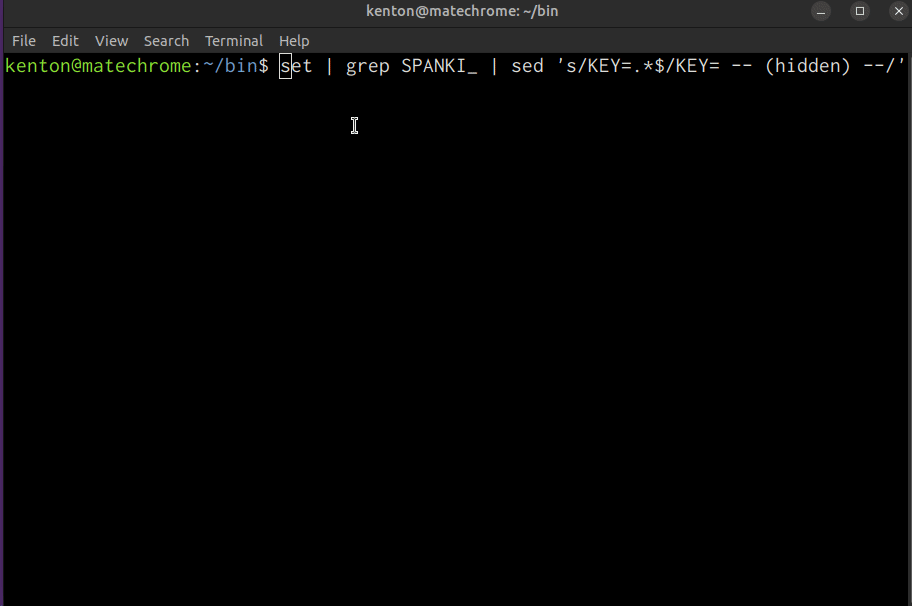 kenton@matechrome: ~/bin
File Edit View Search Terminal Help
kenton@matechrome:~/bin$ set | grep SPANKI_ | sed 's/KEY=.*$/KEY= -- (hidden) --/'